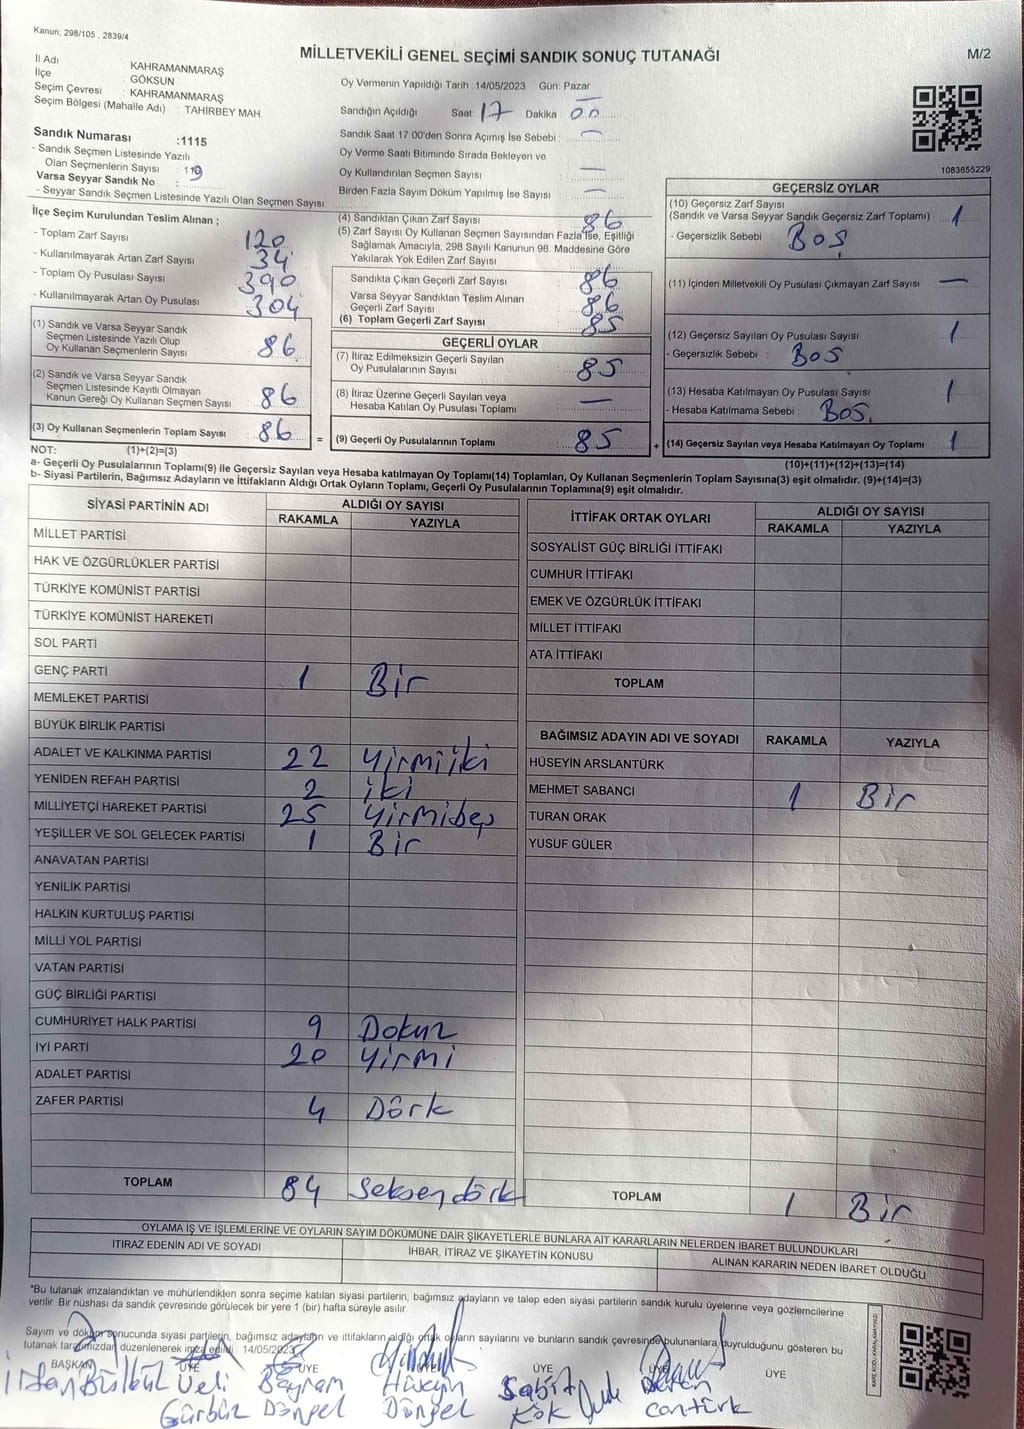 Kanun; 298/105 , 2839/4
MİLLETVEKİLİ GENEL SEÇİMİ SANDIK SONUÇ TUTANAĞI
M/2
İl Adı KAHRAMANMARAŞ
İlçe : GÖKSUN
Seçim Çevresi : KAHRAMANMARAŞ
Seçim Bölgesi (Mahalle Adı) : TAHİRBEY MAH
Sandık Numarası :1115
- Sandık Seçmen Listesinde Yazılı
Olan Seçmenlerin Sayısı : 119
Varsa Seyyar Sandık No :
- Seyyar Sandık Seçmen Listesinde Yazılı Olan Seçmen Sayısı
Oy Vermenin Yapıldığı Tarih : 14/05/2023 Gün: Pazar
Sandığın Açıldığı Saat 17 Dakika 00
Sandık Saat 17:00'den Sonra Açımış İse Sebebi : —
Oy Verme Saati Bitiminde Sırada Bekleyen ve
Oy Kullandırılan Seçmen Sayısı —
Birden Fazla Sayım Döküm Yapılmış İse Sayısı —
1083655229
İlçe Seçim Kurulundan Teslim Alınan ;
- Toplam Zarf Sayısı 120
- Kullanılmayarak Artan Zarf Sayısı 34
- Toplam Oy Pusulası Sayısı 390
- Kullanılmayarak Artan Oy Pusulası 304
(1) Sandık ve Varsa Seyyar Sandık
Seçmen Listesinde Yazılı Olup
Oy Kullanan Seçmenlerin Sayısı 86
(2) Sandık ve Varsa Seyyar Sandık
Seçmen Listesinde Kayıtlı Olmayan
Kanun Gereği Oy Kullanan Seçmen Sayısı 86
(3) Oy Kullanan Seçmenlerin Toplam Sayısı 86 =
(1)+(2)=(3)
(4) Sandıktan Çıkan Zarf Sayısı 86
(5) Zarf Sayısı Oy Kullanan Seçmen Sayısından Fazla İse, Eşitliği
Sağlamak Amacıyla; 298 Sayılı Kanunun 98. Maddesine Göre
Yakılarak Yok Edilen Zarf Sayısı
Sandıkta Çıkan Geçerli Zarf Sayısı 86
Varsa Seyyar Sandıktan Teslim Alınan
Geçerli Zarf Sayısı 86
(6) Toplam Geçerli Zarf Sayısı 85
GEÇERLİ OYLAR
(7) İtiraz Edilmeksizin Geçerli Sayılan
Oy Pusulalarının Sayısı 85
(8) İtiraz Üzerine Geçerli Sayılan veya
Hesaba Katılan Oy Pusulası Toplamı —
(9) Geçerli Oy Pusulalarının Toplamı 85 +
GEÇERSİZ OYLAR
(10) Geçersiz Zarf Sayısı
(Sandık ve Varsa Seyyar Sandık Geçersiz Zarf Toplamı) 1
- Geçersizlik Sebebi : BOŞ
(11) İçinden Milletvekili Oy Pusulası Çıkmayan Zarf Sayısı —
(12) Geçersiz Sayılan Oy Pusulası Sayısı 1
- Geçersizlik Sebebi : BOS
(13) Hesaba Katılmayan Oy Pusulası Sayısı 1
- Hesaba Katılmama Sebebi : BOS.
(14) Geçersiz Sayılan veya Hesaba Katılmayan Oy Toplamı 1
(10)+(11)+(12)+(13)=(14)
NOT:
a- Geçerli Oy Pusulalarının Toplamı(9) ile Geçersiz Sayılan veya Hesaba katılmayan Oy Toplamı(14) Toplamları, Oy Kullanan Seçmenlerin Toplam Sayısına(3) eşit olmalıdır. (9)+(14)=(3)
b- Siyasi Partilerin, Bağımsız Adayların ve İttifakların Aldığı Ortak Oyların Toplamı, Geçerli Oy Pusulalarının Toplamına(9) eşit olmalıdır.
SİYASİ PARTİNİN ADI ALDIĞI OY SAYISI
RAKAMLA YAZIYLA
MİLLET PARTİSİ
HAK VE ÖZGÜRLÜKLER PARTİSİ
TÜRKİYE KOMÜNİST PARTİSİ
TÜRKİYE KOMÜNİST HAREKETİ
SOL PARTİ
GENÇ PARTİ 1 Bir
MEMLEKET PARTİSİ
BÜYÜK BİRLİK PARTİSİ
ADALET VE KALKINMA PARTİSİ 22 Yirmiiki
YENİDEN REFAH PARTİSİ 2 iki
MİLLİYETÇİ HAREKET PARTİSİ 25 Yirmibeş
YEŞİLLER VE SOL GELECEK PARTİSİ 1 Bir
ANAVATAN PARTİSİ
YENİLİK PARTİSİ
HALKIN KURTULUŞ PARTİSİ
MİLLİ YOL PARTİSİ
VATAN PARTİSİ
GÜÇ BİRLİĞİ PARTİSİ
CUMHURİYET HALK PARTİSİ 9 Dokuz
İYİ PARTİ 20 Yirmi
ADALET PARTİSİ
ZAFER PARTİSİ 4 Dörk
TOPLAM 84 Seksendörk
İTTİFAK ORTAK OYLARI ALDIĞI OY SAYISI
RAKAMLA YAZIYLA
SOSYALİST GÜÇ BİRLİĞİ İTTİFAKI
CUMHUR İTTİFAKI
EMEK VE ÖZGÜRLÜK İTTİFAKI
MİLLET İTTİFAKI
ATA İTTİFAKI
TOPLAM
BAĞIMSIZ ADAYIN ADI VE SOYADI RAKAMLA YAZIYLA
HÜSEYİN ARSLANTÜRK
MEHMET SABANCI 1 Bir
TURAN ORAK
YUSUF GÜLER
TOPLAM 1 Bir
OYLAMA İŞ VE İŞLEMLERİNE VE OYLARIN SAYIM DÖKÜMÜNE DAİR ŞİKAYETLERLE BUNLARA AİT KARARLARIN NELERDEN İBARET BULUNDUKLARI
İTİRAZ EDENİN ADI VE SOYADI İHBAR, İTİRAZ VE ŞİKAYETİN KONUSU ALINAN KARARIN NEDEN İBARET OLDUĞU
*Bu tutanak imzalandıktan ve mühürlendikten sonra seçime katılan siyasi partilerin, bağımsız adayların ve talep eden siyasi partilerin sandık kurulu üyelerine veya gözlemcilerine
verilir. Bir nüshası da sandık çevresinde görülecek bir yere 1 (bir) hafta süreyle asılır.
Sayım ve döküm sonucunda siyasi partilerin, bağımsız adayların ve ittifakların aldığı ortak oyların sayılarını ve bunların sandık çevresinde bulunanlara duyrulduğunu gösteren bu
tutanak tarafımızdan düzenlenerek imza edildi. 14/05/2023
BAŞKAN ÜYE ÜYE ÜYE ÜYE ÜYE ÜYE
Veli Bayram Hüseyin Sabit
Gürbüz Döngel Döngel Kök cantürk